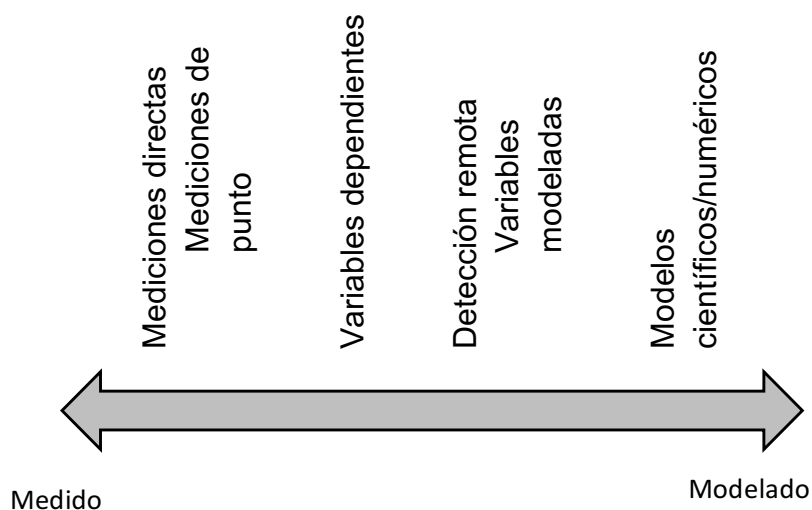 Mediciones directas
Mediciones de
punto
Variables dependientes
Detección remota
Variables
modeladas
Modelos
científicos/numéricos
Medido
Modelado